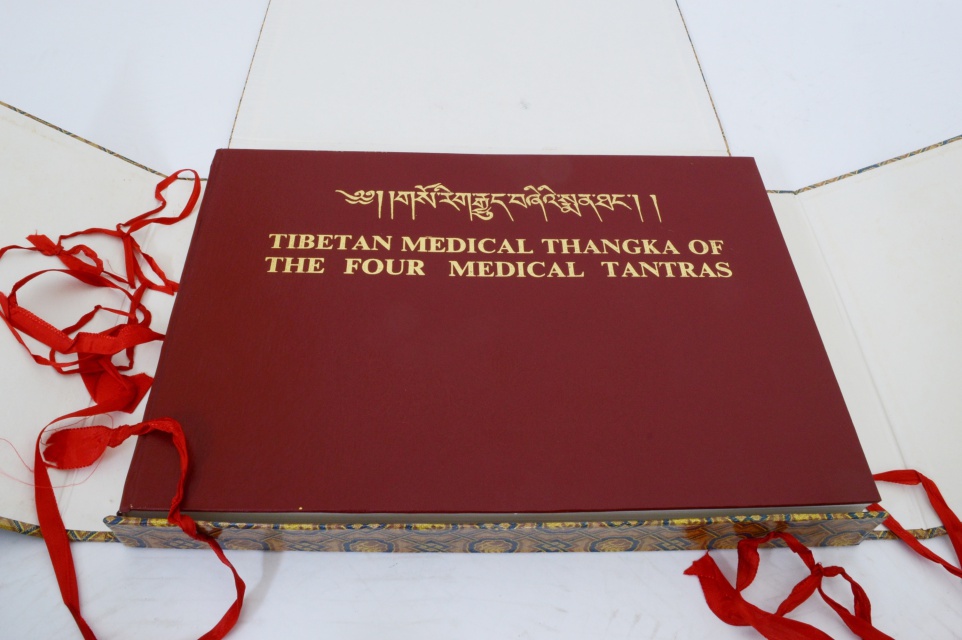 ༄༅། །གསོ་རིག་རྒྱུད་བཞིའི་སྨན་ཐང་། །
TIBETAN MEDICAL THANGKA OF
THE FOUR MEDICAL TANTRAS